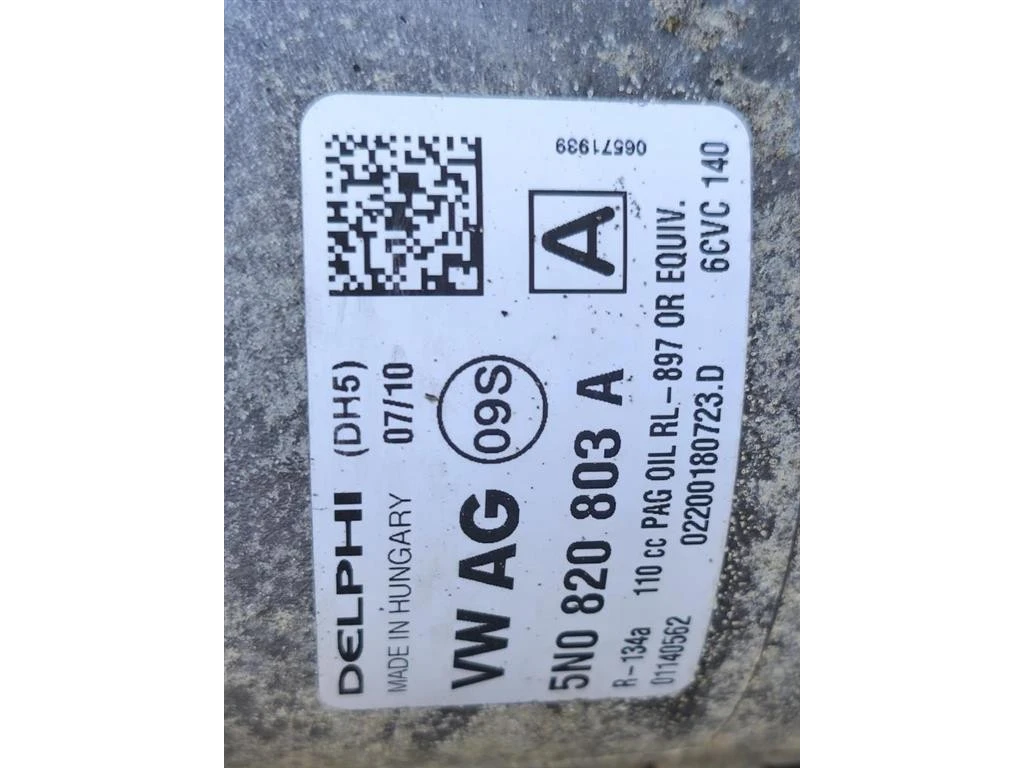 DELPHI (DH5)
MADE IN HUNGARY 07/10
VW AG 09S
5N0 820 803 A
R-134a 110 cc PAG OIL RL-897 OR EQUIV.
01140562 02200180723.D 6CVC 140
A
06571939